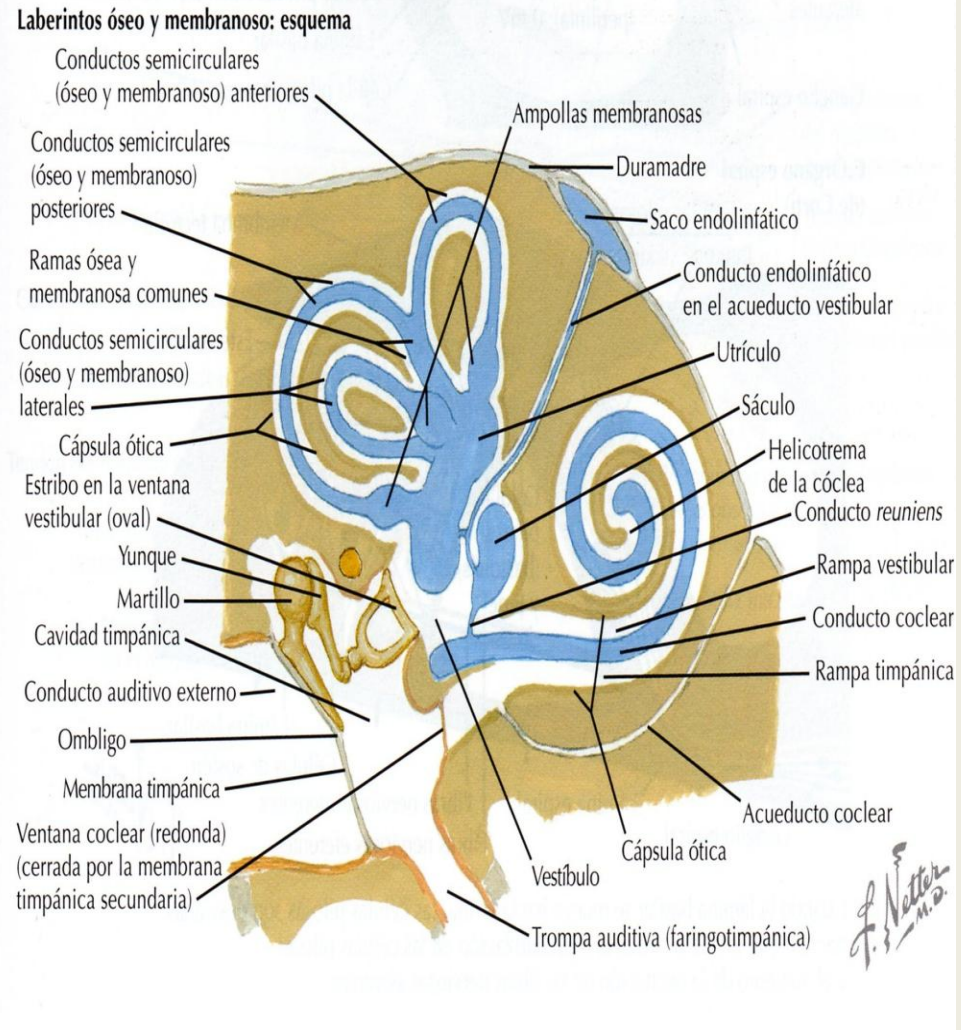 Laberintos óseo y membranoso: esquema
Conductos semicirculares
(óseo y membranoso) anteriores
Ampollas membranosas
Duramadre
Conductos semicirculares
(óseo y membranoso)
posteriores
Saco endolinfático
Ramas ósea y
membranosa comunes
Conducto endolinfático
en el acueducto vestibular
Conductos semicirculares
(óseo y membranoso)
laterales
Utrículo
Sáculo
Cápsula ótica
Helicotrema
de la cóclea
Estribo en la ventana
vestibular (oval)
Conducto reuniens
Yunque
Rampa vestibular
Martillo
Conducto coclear
Cavidad timpánica
Rampa timpánica
Conducto auditivo externo
Ombligo
Membrana timpánica
Acueducto coclear
Ventana coclear (redonda)
(cerrada por la membrana
timpánica secundaria)
Cápsula ótica
Vestíbulo
Trompa auditiva (faringotimpánica)
F. Netter
M.D.